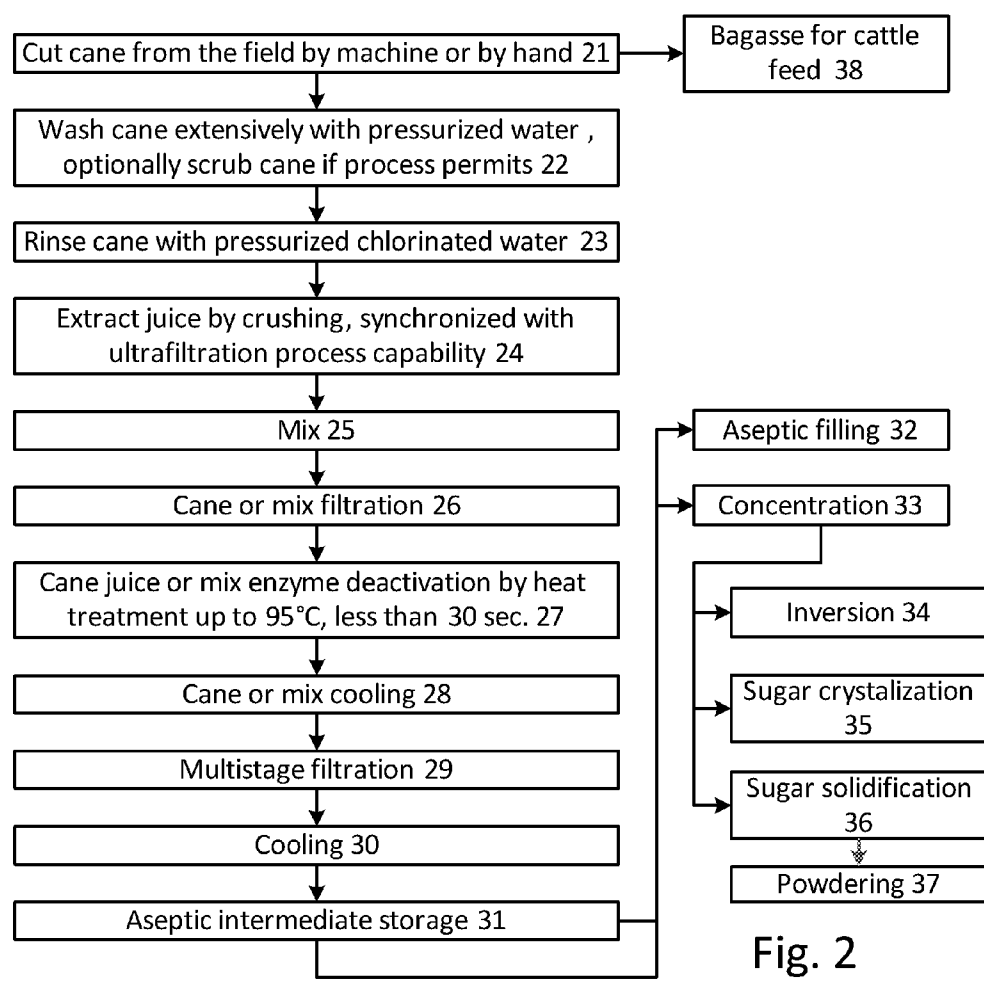 Cut cane from the field by machine or by hand 21
Bagasse for cattle
feed 38
Wash cane extensively with pressurized water ,
optionally scrub cane if process permits 22
Rinse cane with pressurized chlorinated water 23
Extract juice by crushing, synchronized with
ultrafiltration process capability 24
Mix 25
Cane or mix filtration 26
Cane juice or mix enzyme deactivation by heat
treatment up to 95°C, less than 30 sec. 27
Cane or mix cooling 28
Multistage filtration 29
Cooling 30
Aseptic intermediate storage 31
Aseptic filling 32
Concentration 33
Inversion 34
Sugar crystalization
35
Sugar solidification
36
Powdering 37
Fig. 2